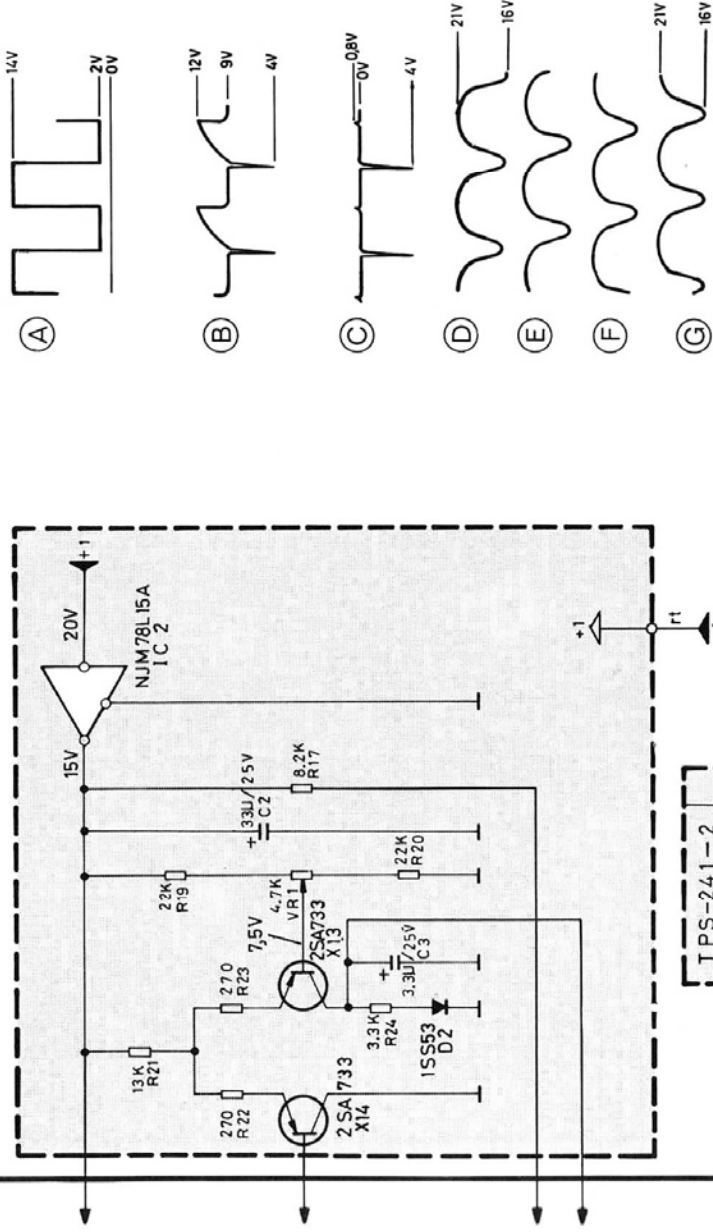 20V
15V
+1
NJM78L15A
IC 2
8.2K
R17
+ 33U/25V
C2
2.2K
R19
4.7K
VR1
22K
R20
7,5V
2SA733
X13
270
R23
+ 3.3U/25V
C3
3.3K
R24
1SS53
D2
13K
R21
270
R22
2SA733
X14
+1
rt
TPS-241-2
A
14V
2V
0V
B
12V
9V
4V
C
0,8V
0V
4V
D
21V
16V
E
F
G
21V
16V